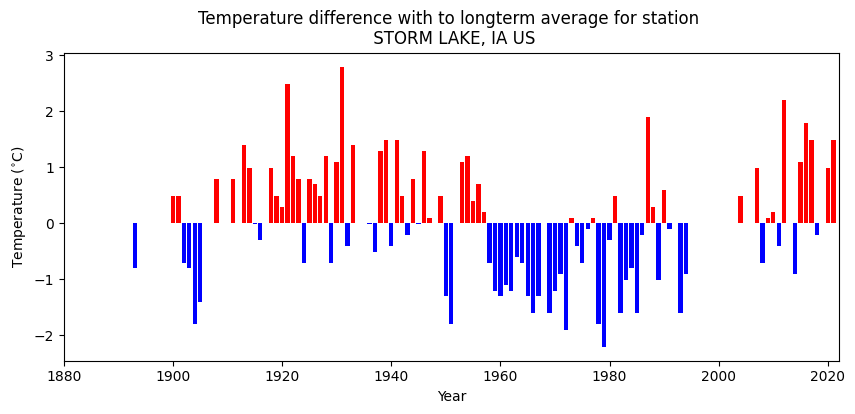 Temperature difference with to longterm average for station
STORM LAKE, IA US
3
2
1
0
−1
−2
Temperature (°C)
1880 1900 1920 1940 1960 1980 2000 2020
Year